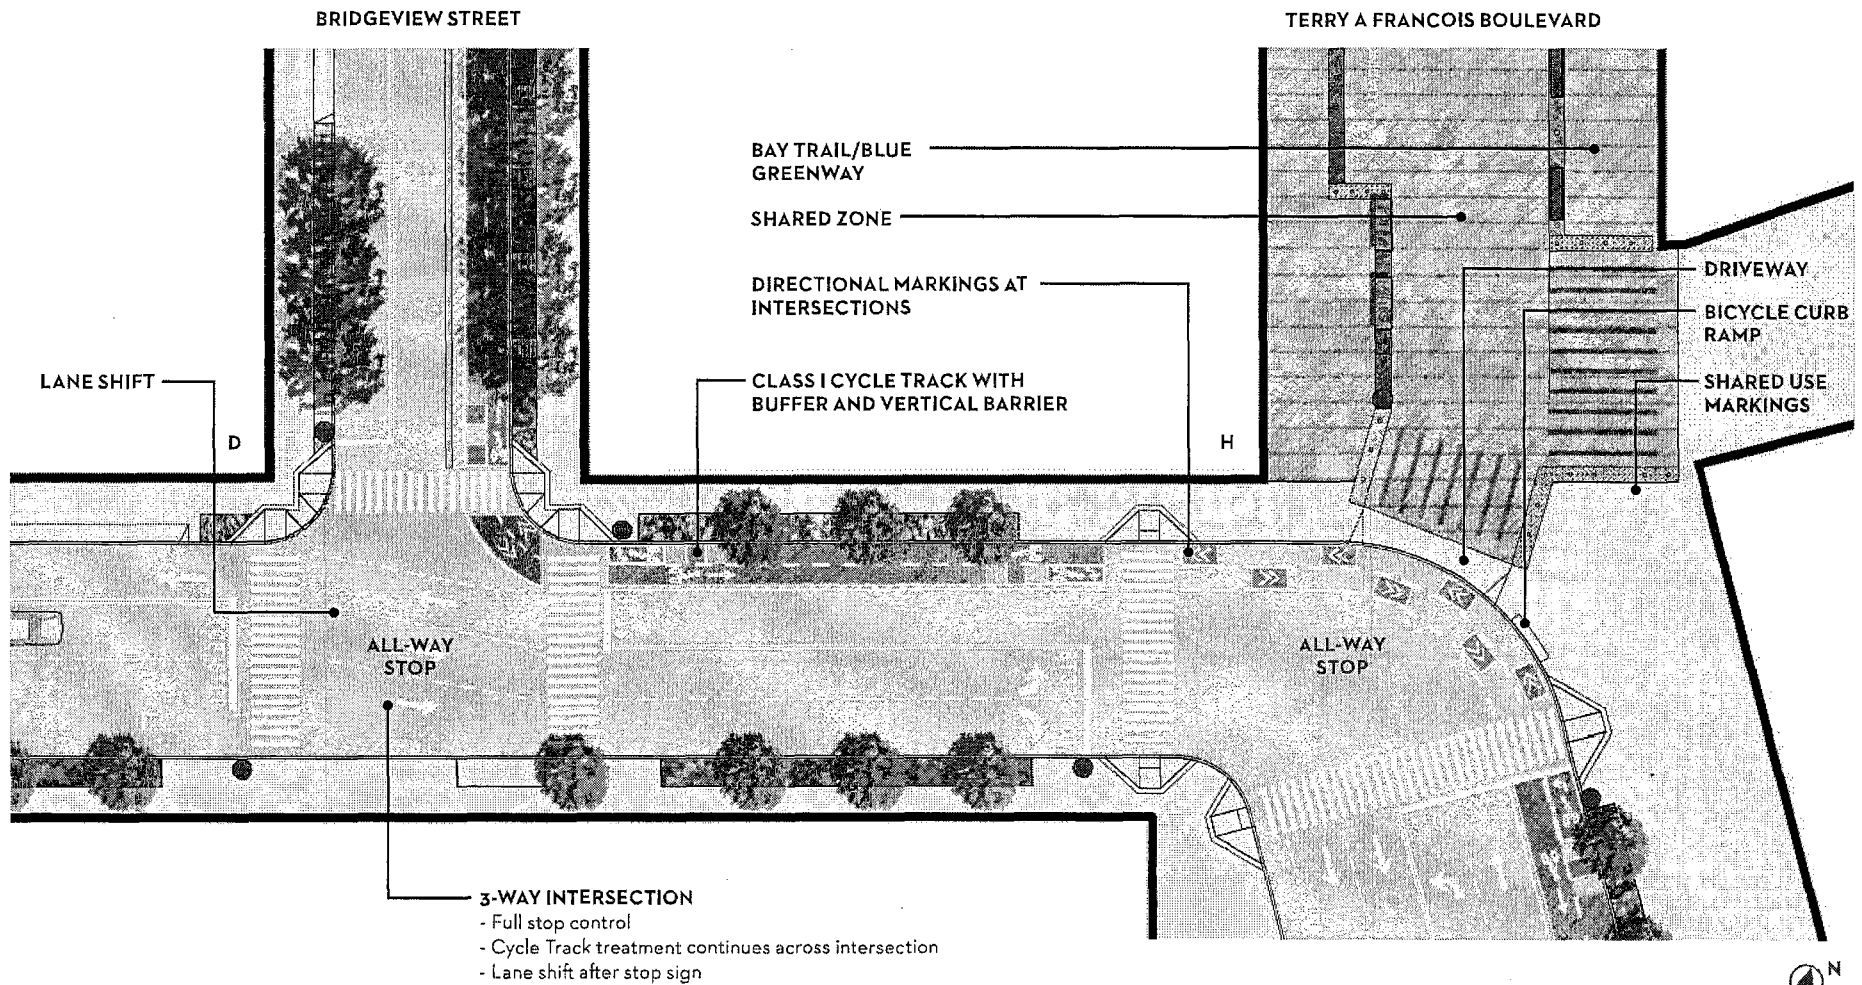 BRIDGEVIEW STREET
TERRY A FRANCOIS BOULEVARD
BAY TRAIL/BLUE
GREENWAY
SHARED ZONE
DIRECTIONAL MARKINGS AT
INTERSECTIONS
DRIVEWAY
BICYCLE CURB
RAMP
LANE SHIFT
CLASS I CYCLE TRACK WITH
BUFFER AND VERTICAL BARRIER
SHARED USE
MARKINGS
D
H
ALL-WAY
STOP
ALL-WAY
STOP
3-WAY INTERSECTION
- Full stop control
- Cycle Track treatment continues across intersection
- Lane shift after stop sign
N